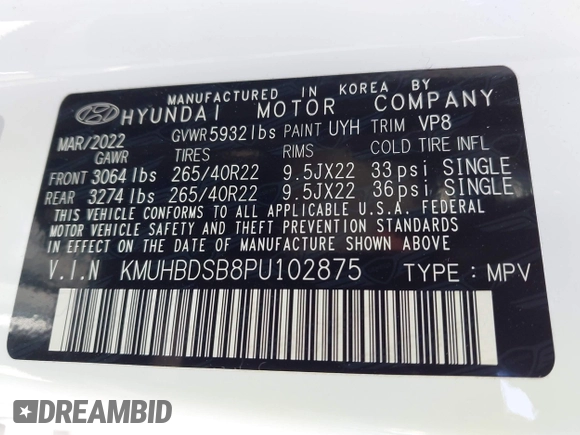 MANUFACTURED IN KOREA BY
HYUNDAI MOTOR COMPANY
MAR/2022 GVWR 5932 lbs PAINT UYH TRIM VP8
GAWR TIRES RIMS COLD TIRE INFL
FRONT 3064 lbs 265/40R22 9.5JX22 33 psi SINGLE
REAR 3274 lbs 265/40R22 9.5JX22 36 psi SINGLE
THIS VEHICLE CONFORMS TO ALL APPLICABLE U.S.A. FEDERAL
MOTOR VEHICLE SAFETY BUMPER AND THEFT PREVENTION STANDARDS
IN EFFECT ON THE DATE OF MANUFACTURE SHOWN ABOVE.
V.I.N KMUHBDSB8PU102875 TYPE : MPV
DREAMBID